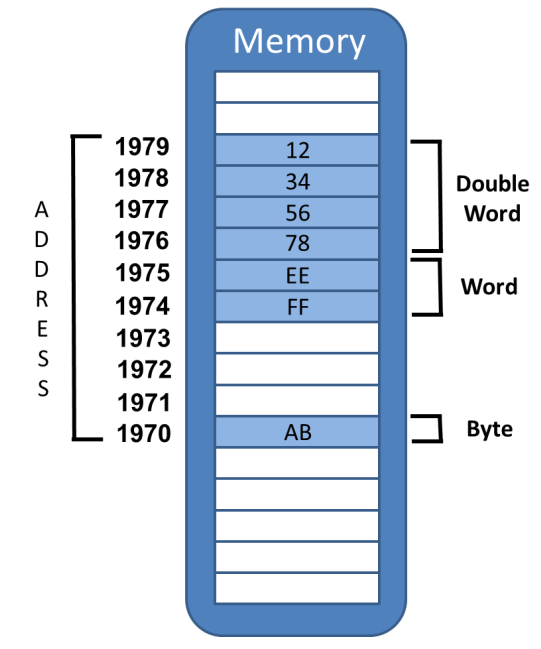 Memory
1979 12
1978 34
1977 56
1976 78
1975 EE
1974 FF
1973
1972
1971
1970 AB
ADDRESS
Double
Word
Word
Byte